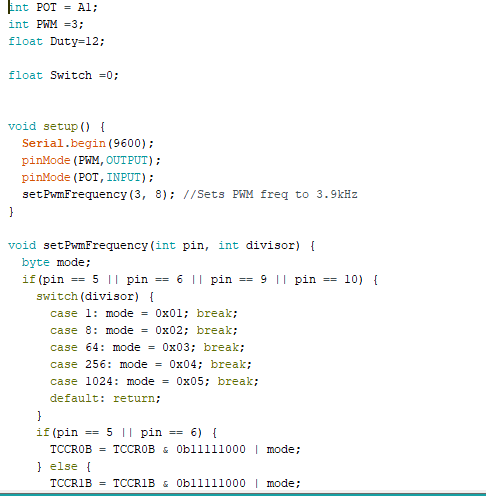 int POT = A1;
int PWM =3;
float Duty=12;
float Switch =0;
void setup() {
Serial.begin(9600);
pinMode(PWM,OUTPUT);
pinMode(POT,INPUT);
setPwmFrequency(3, 8); //Sets PWM freq to 3.9kHz
}
void setPwmFrequency(int pin, int divisor) {
byte mode;
if(pin == 5 || pin == 6 || pin == 9 || pin == 10) {
switch(divisor) {
case 1: mode = 0x01; break;
case 8: mode = 0x02; break;
case 64: mode = 0x03; break;
case 256: mode = 0x04; break;
case 1024: mode = 0x05; break;
default: return;
}
if(pin == 5 || pin == 6) {
TCCR0B = TCCR0B & 0b11111000 | mode;
} else {
TCCR1B = TCCR1B & 0b11111000 | mode;